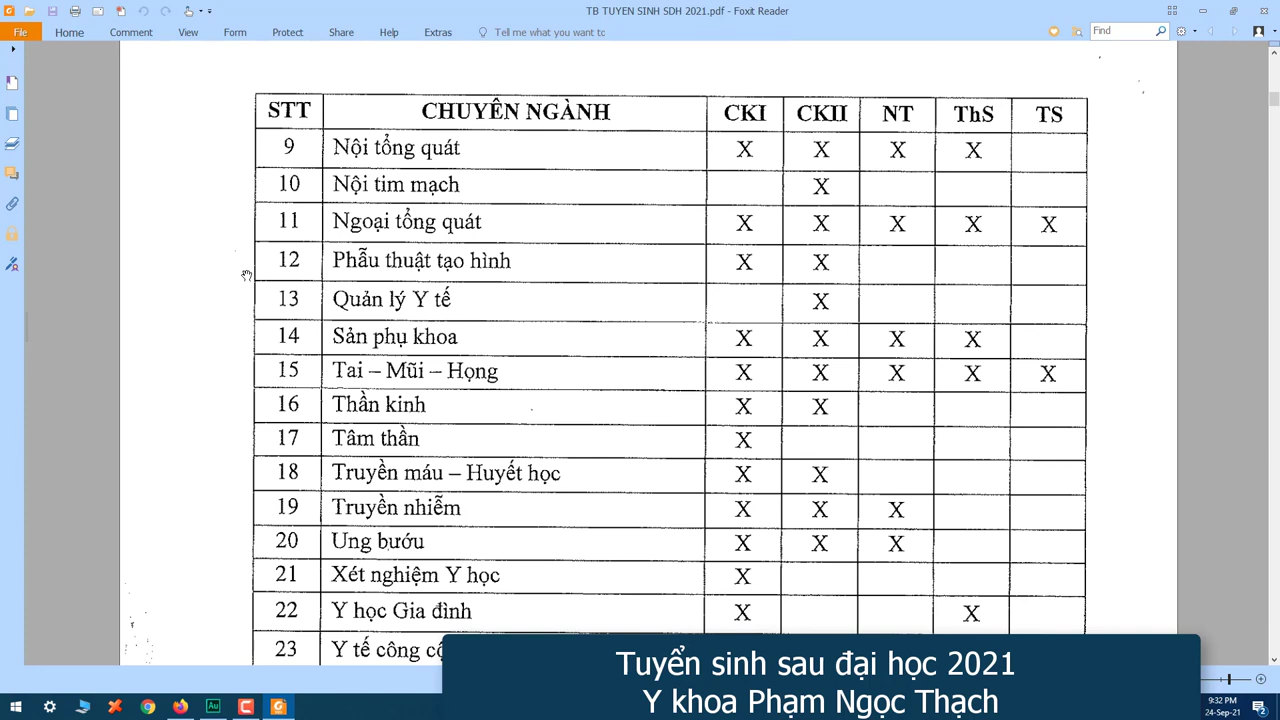 TB TUYEN SINH SDH 2021.pdf - Foxit Reader
File Home Comment View Form Protect Share Help Extras Tell me what you want to Find
STT CHUYÊN NGÀNH CKI CKII NT ThS TS
9 Nội tổng quát X X X X
10 Nội tim mạch X
11 Ngoại tổng quát X X X X X
12 Phẫu thuật tạo hình X X
13 Quản lý Y tế X
14 Sản phụ khoa X X X X
15 Tai – Mũi – Họng X X X X X
16 Thần kinh X X
17 Tâm thần X
18 Truyền máu – Huyết học X X
19 Truyền nhiễm X X X
20 Ung bướu X X X
21 Xét nghiệm Y học X
22 Y học Gia đình X X
23 Y tế công
Tuyển sinh sau đại học 2021
Y khoa Phạm Ngọc Thạch
Au
9:32 PM
24-Sep-21
2